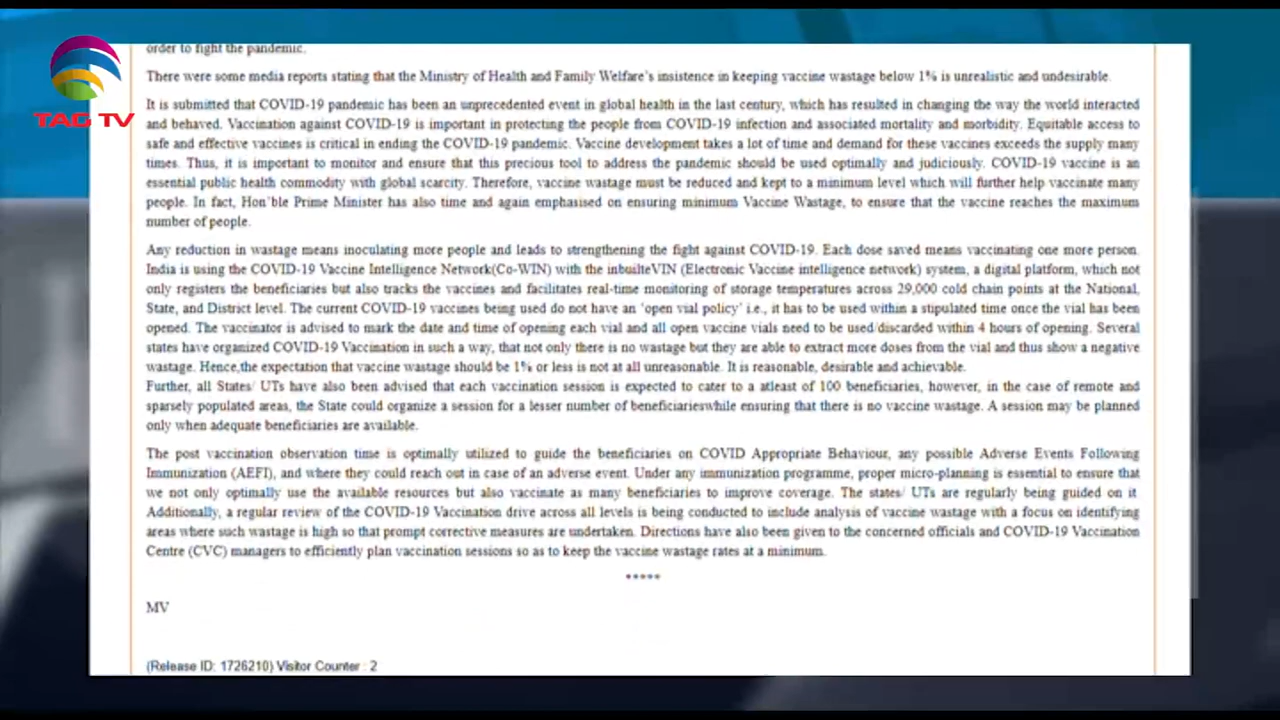 TAG TV
order to fight the pandemic.
There were some media reports stating that the Ministry of Health and Family Welfare's insistence in keeping vaccine wastage below 1% is unrealistic and undesirable.
It is submitted that COVID-19 pandemic has been an unprecedented event in global health in the last century, which has resulted in changing the way the world interacted
and behaved. Vaccination against COVID-19 is important in protecting the people from COVID-19 infection and associated mortality and morbidity. Equitable access to
safe and effective vaccines is critical in ending the COVID-19 pandemic. Vaccine development takes a lot of time and demand for these vaccines exceeds the supply many
times. Thus, it is important to monitor and ensure that this precious tool to address the pandemic should be used optimally and judiciously. COVID-19 vaccine is an
essential public health commodity with global scarcity. Therefore, vaccine wastage must be reduced and kept to a minimum level which will further help vaccinate many
people. In fact, Hon'ble Prime Minister has also time and again emphasised on ensuring minimum Vaccine Wastage, to ensure that the vaccine reaches the maximum
number of people.
Any reduction in wastage means inoculating more people and leads to strengthening the fight against COVID-19. Each dose saved means vaccinating one more person.
India is using the COVID-19 Vaccine Intelligence Network(Co-WIN) with the inbuilteVIN (Electronic Vaccine intelligence network) system, a digital platform, which not
only registers the beneficiaries but also tracks the vaccines and facilitates real-time monitoring of storage temperatures across 29,000 cold chain points at the National,
State, and District level. The current COVID-19 vaccines being used do not have an 'open vial policy' i.e., it has to be used within a stipulated time once the vial has been
opened. The vaccinator is advised to mark the date and time of opening each vial and all open vaccine vials need to be used/discarded within 4 hours of opening. Several
states have organized COVID-19 Vaccination in such a way, that not only there is no wastage but they are able to extract more doses from the vial and thus show a negative
wastage. Hence,the expectation that vaccine wastage should be 1% or less is not at all unreasonable. It is reasonable, desirable and achievable.
Further, all States/ UTs have also been advised that each vaccination session is expected to cater to a atleast of 100 beneficiaries, however, in the case of remote and
sparsely populated areas, the State could organize a session for a lesser number of beneficiarieswhile ensuring that there is no vaccine wastage. A session may be planned
only when adequate beneficiaries are available.
The post vaccination observation time is optimally utilized to guide the beneficiaries on COVID Appropriate Behaviour, any possible Adverse Events Following
Immunization (AEFI), and where they could reach out in case of an adverse event. Under any immunization programme, proper micro-planning is essential to ensure that
we not only optimally use the available resources but also vaccinate as many beneficiaries to improve coverage. The states/ UTs are regularly being guided on it.
Additionally, a regular review of the COVID-19 Vaccination drive across all levels is being conducted to include analysis of vaccine wastage with a focus on identifying
areas where such wastage is high so that prompt corrective measures are undertaken. Directions have also been given to the concerned officials and COVID-19 Vaccination
Centre (CVC) managers to efficiently plan vaccination sessions so as to keep the vaccine wastage rates at a minimum.
*****
MV
(Release ID: 1726210) Visitor Counter : 2